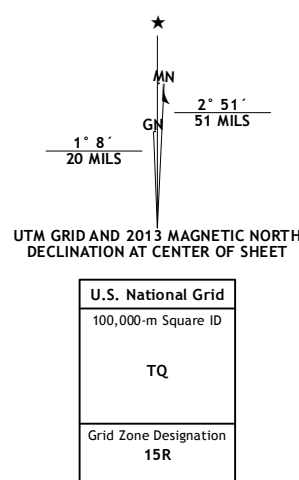 ★
MN
GN
2° 51´
51 MILS
1° 8´
20 MILS
UTM GRID AND 2013 MAGNETIC NORTH
DECLINATION AT CENTER OF SHEET
U.S. National Grid
100,000-m Square ID
TQ
Grid Zone Designation
15R